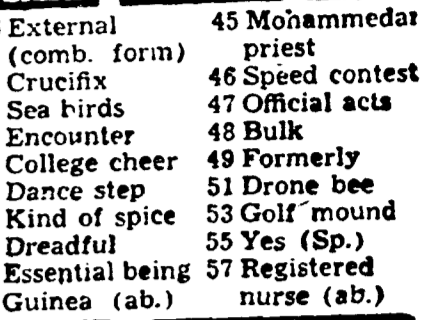 External
(comb. form)
Crucifix
Sea birds
Encounter
College cheer
Dance step
Kind of spice
Dreadful
Essential being
Guinea (ab.)
45 Mohammedan
priest
46 Speed contest
47 Official acts
48 Bulk
49 Formerly
51 Drone bee
53 Golf mound
55 Yes (Sp.)
57 Registered
nurse (ab.)